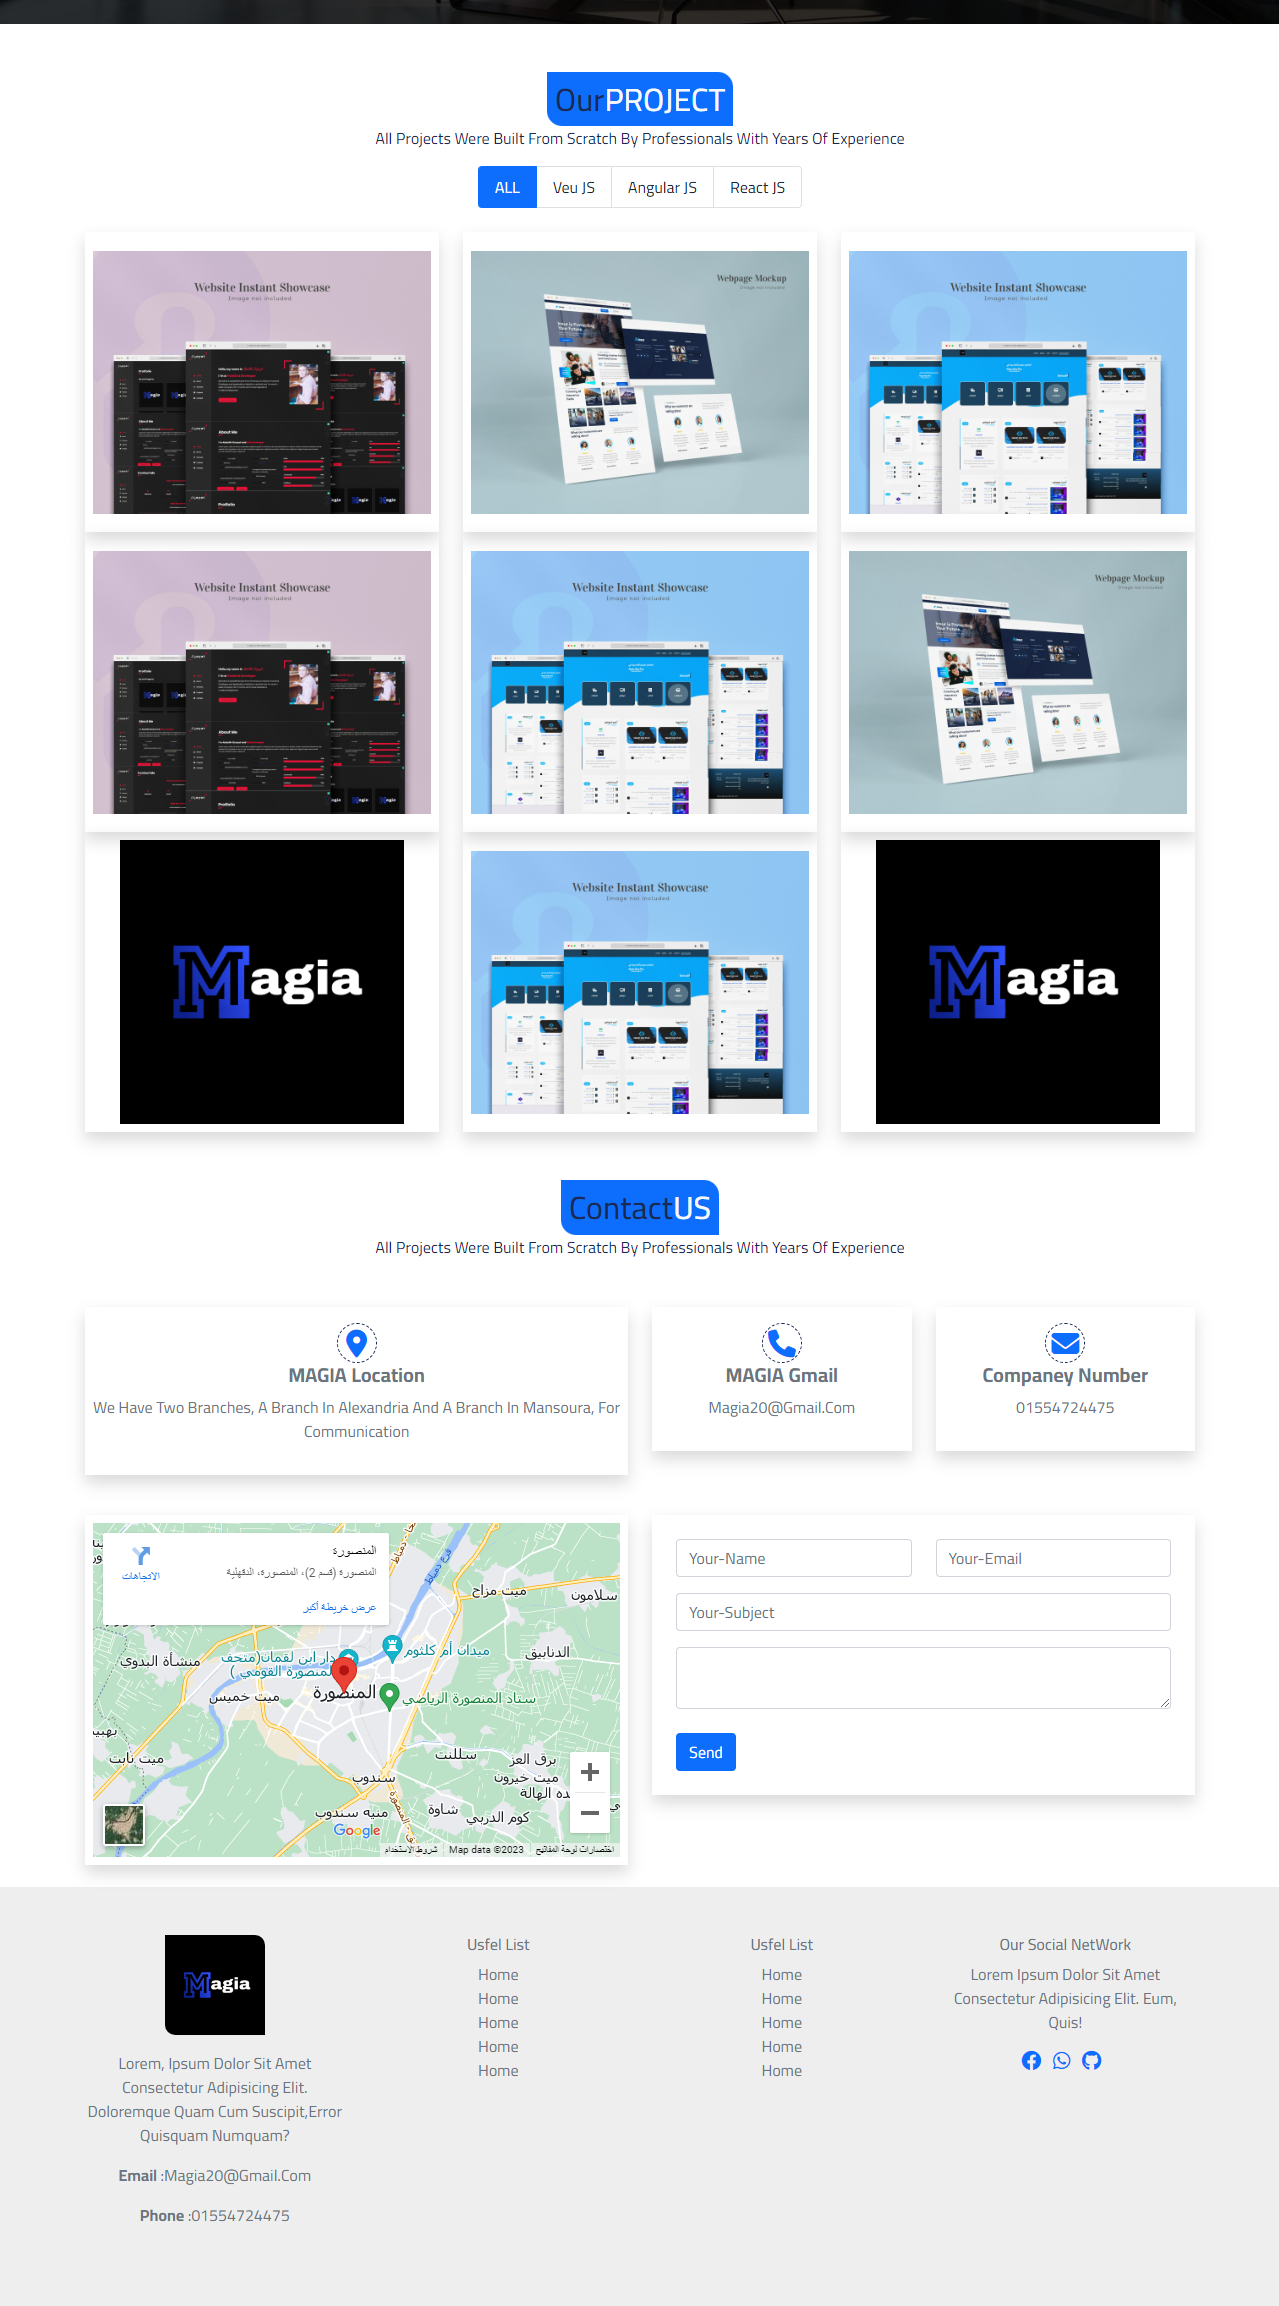 OurPROJECT
All Projects Were Built From Scratch By Professionals With Years Of Experience
ALL
Veu JS
Angular JS
React JS
Website Instant Showcase
Image not included
Webpage Mockup
Image not included
Website Instant Showcase
Image not included
Website Instant Showcase
Image not included
Website Instant Showcase
Image not included
Webpage Mockup
Image not included
Magia
Website Instant Showcase
Image not included
Magia
ContactUS
All Projects Were Built From Scratch By Professionals With Years Of Experience
MAGIA Location
We Have Two Branches, A Branch In Alexandria And A Branch In Mansoura, For
Communication
MAGIA Gmail
Magia20@Gmail.Com
Companey Number
01554724475
المنصورة
المنصورة (قسم 2)، المنصورة، الدقهلية
الاتجاهات
عرض خريطة أكبر
ميت مزاح
سلامون
الدنابيق
ميدان أم كلثوم
دار ابن لقمان(متحف
المنصورة القومي )
منشأة البدوي
ميت خميس
المنصورة
ستاد المنصورة الرياضي
ميت نابت
سللنت
برق العز
ميت خيرون
سندوب
منية سندوب
شاوة
كوم الدربي
Google
شروط الاستخدام
Map data ©2023
اختصارات لوحة المفاتيح
Your-Name
Your-Email
Your-Subject
Send
Magia
Lorem, Ipsum Dolor Sit Amet
Consectetur Adipisicing Elit.
Doloremque Quam Cum Suscipit,Error
Quisquam Numquam?
Email :Magia20@Gmail.Com
Phone :01554724475
Usfel List
Home
Home
Home
Home
Home
Usfel List
Home
Home
Home
Home
Home
Our Social NetWork
Lorem Ipsum Dolor Sit Amet
Consectetur Adipisicing Elit. Eum,
Quis!